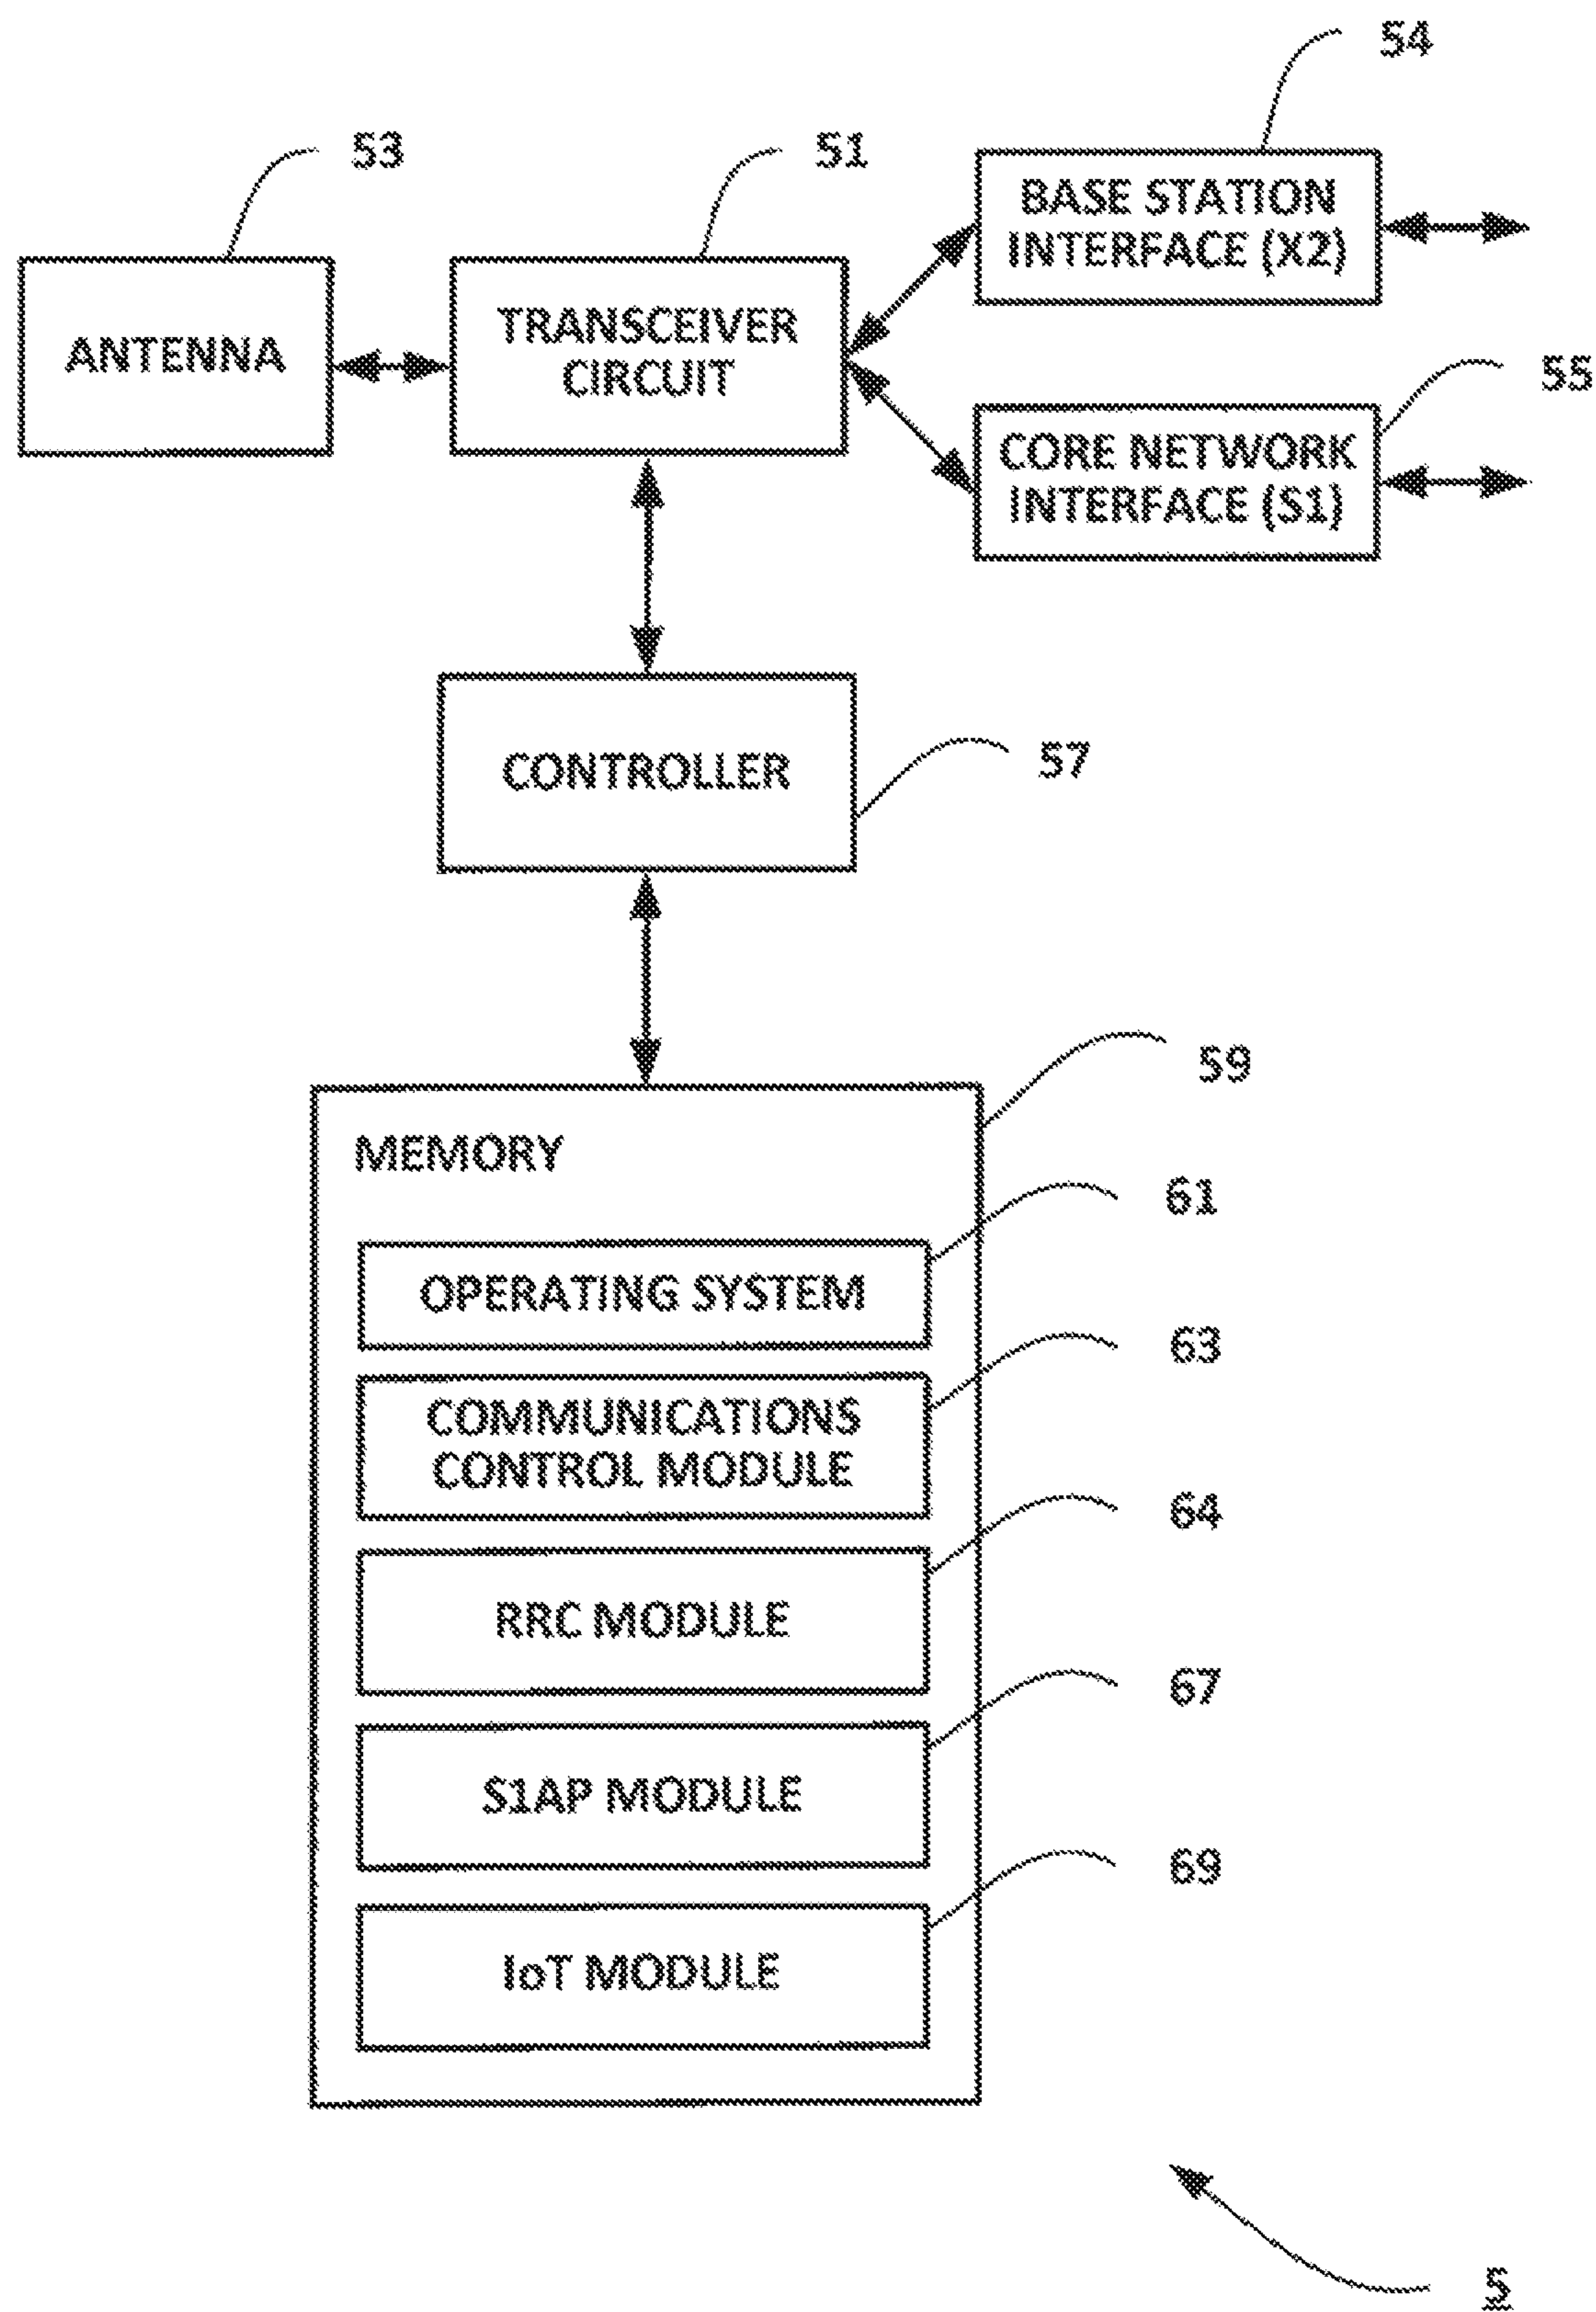 54
53
51
BASE STATION
INTERFACE (X2)
ANTENNA
TRANSCEIVER
CIRCUIT
55
CORE NETWORK
INTERFACE (S1)
CONTROLLER
57
59
MEMORY
61
OPERATING SYSTEM
63
COMMUNICATIONS
CONTROL MODULE
64
RRC MODULE
67
S1AP MODULE
69
IoT MODULE
5